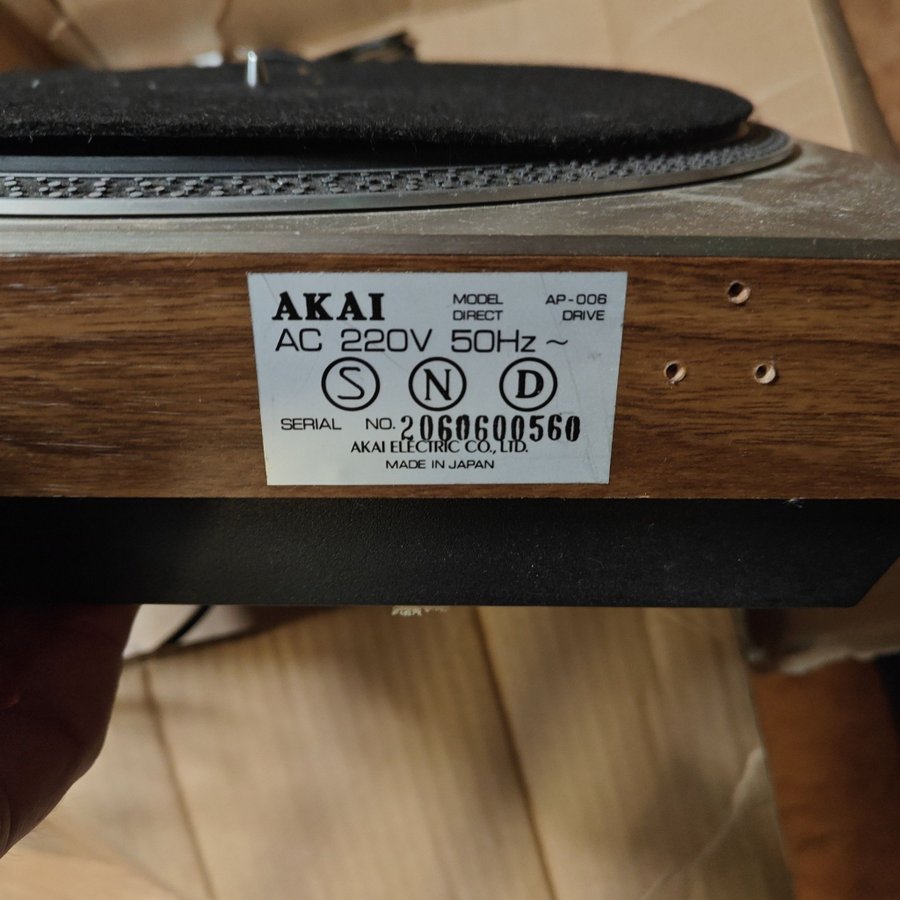 AKAI MODEL AP-006
DIRECT DRIVE
AC 220V 50Hz ~
S N D
SERIAL NO. 2060600560
AKAI ELECTRIC CO., LTD.
MADE IN JAPAN